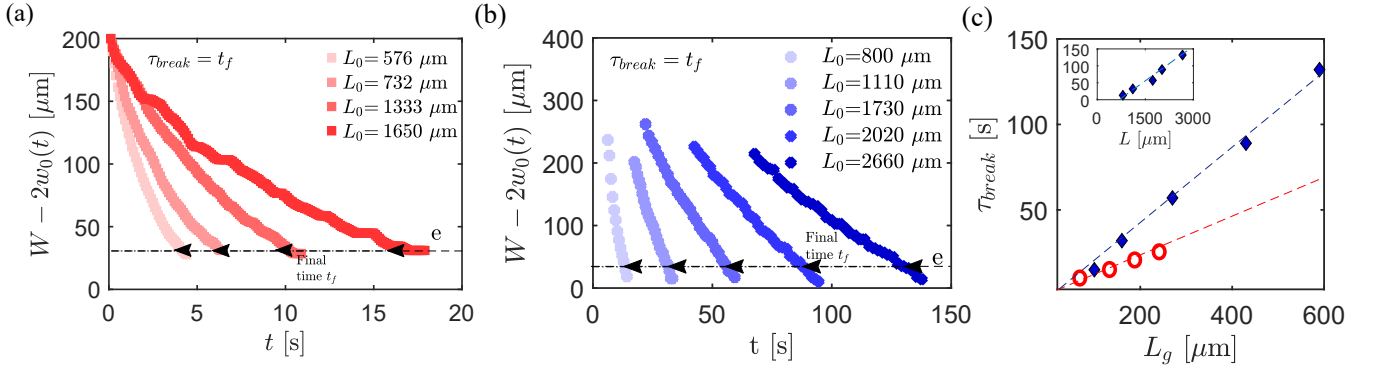 (a)
W − 2w₀(t) [μm]
200
150
100
50
0
0
5
10
15
20
t [s]
τbreak = tf
L₀=576 μm
L₀=732 μm
L₀=1333 μm
L₀=1650 μm
e
Final
time tf
(b)
W − 2w₀(t) [μm]
400
300
200
100
0
0
50
100
150
t [s]
τbreak = tf
L₀=800 μm
L₀=1110 μm
L₀=1730 μm
L₀=2020 μm
L₀=2660 μm
Final
time tf
e
(c)
τbreak [s]
150
100
50
200
400
600
Lg [μm]
150
100
50
0
0
1500
3000
L [μm]